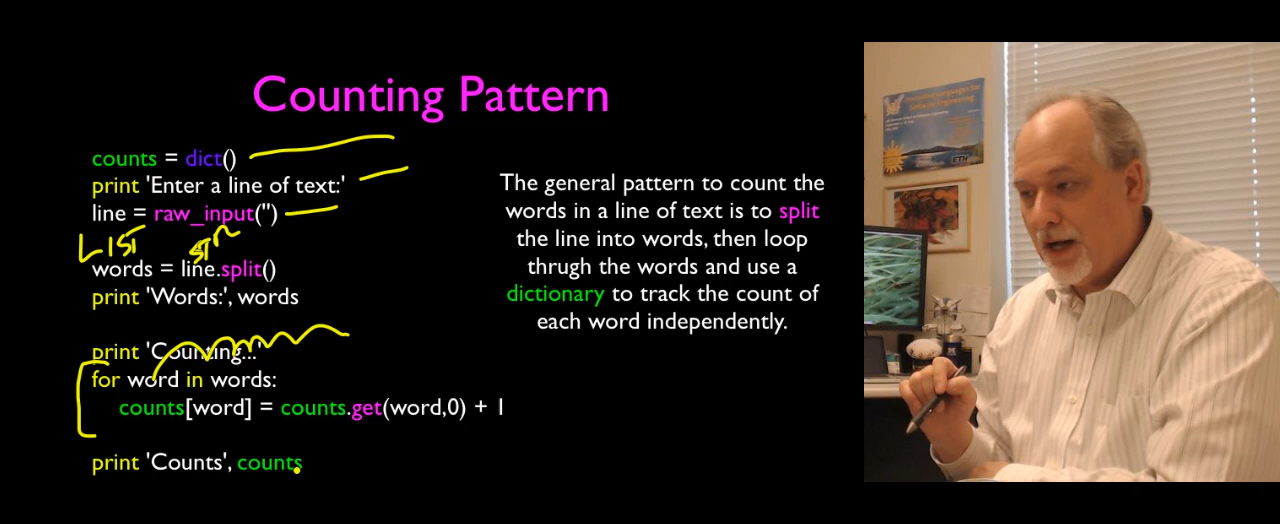 Counting Pattern
counts = dict()
print 'Enter a line of text:'
line = raw_input('')
LIST STR
words = line.split()
print 'Words:', words
print 'Counting...'
for word in words:
counts[word] = counts.get(word,0) + 1
print 'Counts', counts
The general pattern to count the
words in a line of text is to split
the line into words, then loop
thrugh the words and use a
dictionary to track the count of
each word independently.